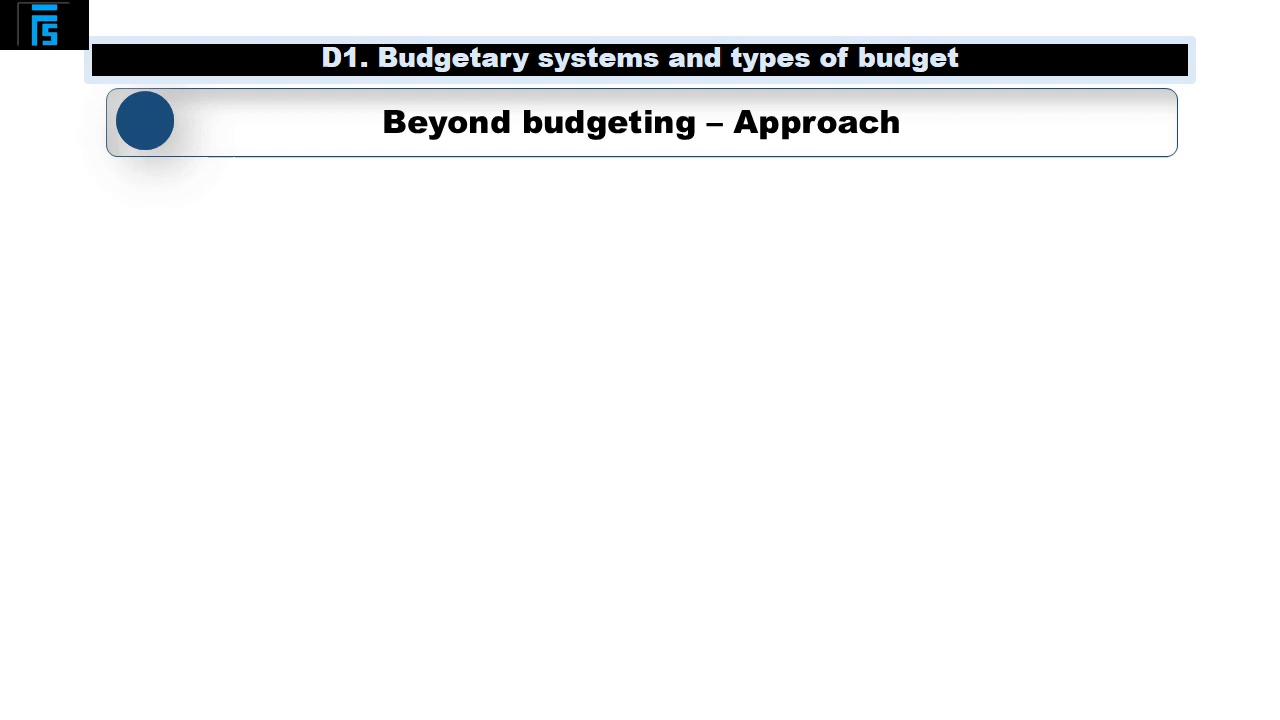 D1. Budgetary systems and types of budget
Beyond budgeting – Approach